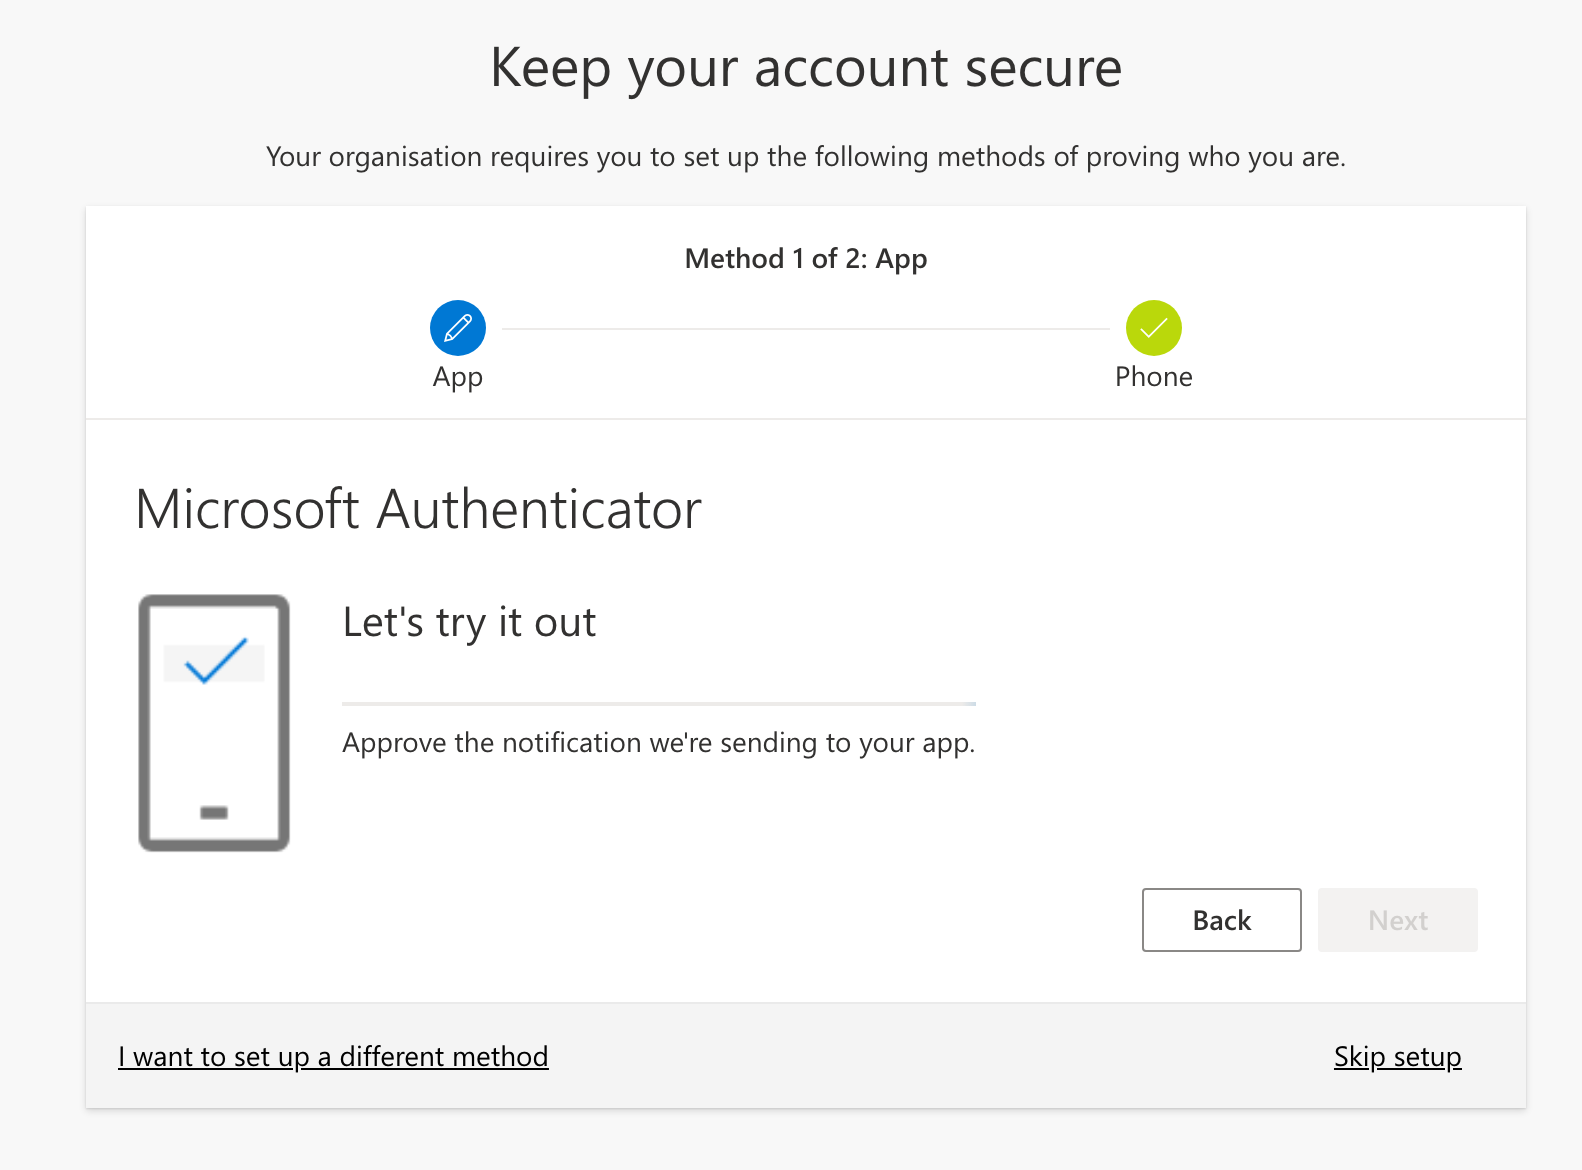 Keep your account secure
Your organisation requires you to set up the following methods of proving who you are.
Method 1 of 2: App
App
Phone
Microsoft Authenticator
Let's try it out
Approve the notification we're sending to your app.
Back
Next
I want to set up a different method
Skip setup